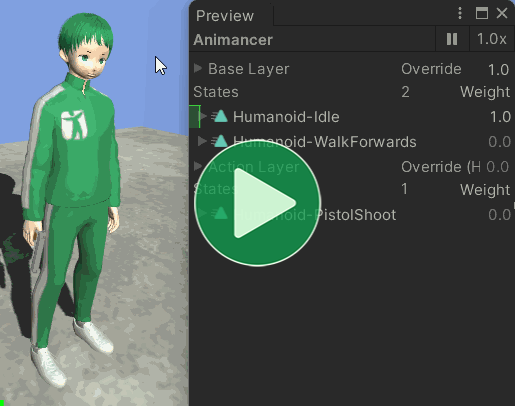 Preview
Animancer 1.0x
Base Layer Override 1.0
States 2 Weight
Humanoid-Idle 1.0
Humanoid-WalkForwards 0.0
Action Layer Override (H 0.0
States 1 Weight
Humanoid-PistolShoot 0.0